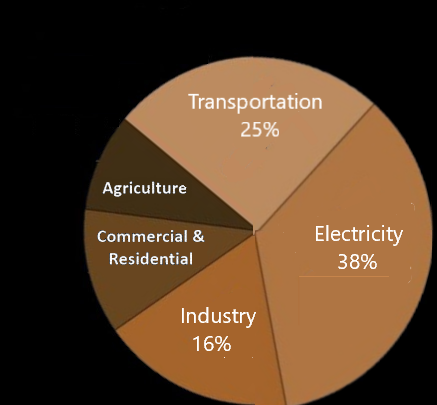 Transportation
25%
Agriculture
Electricity
38%
Commercial &
Residential
Industry
16%